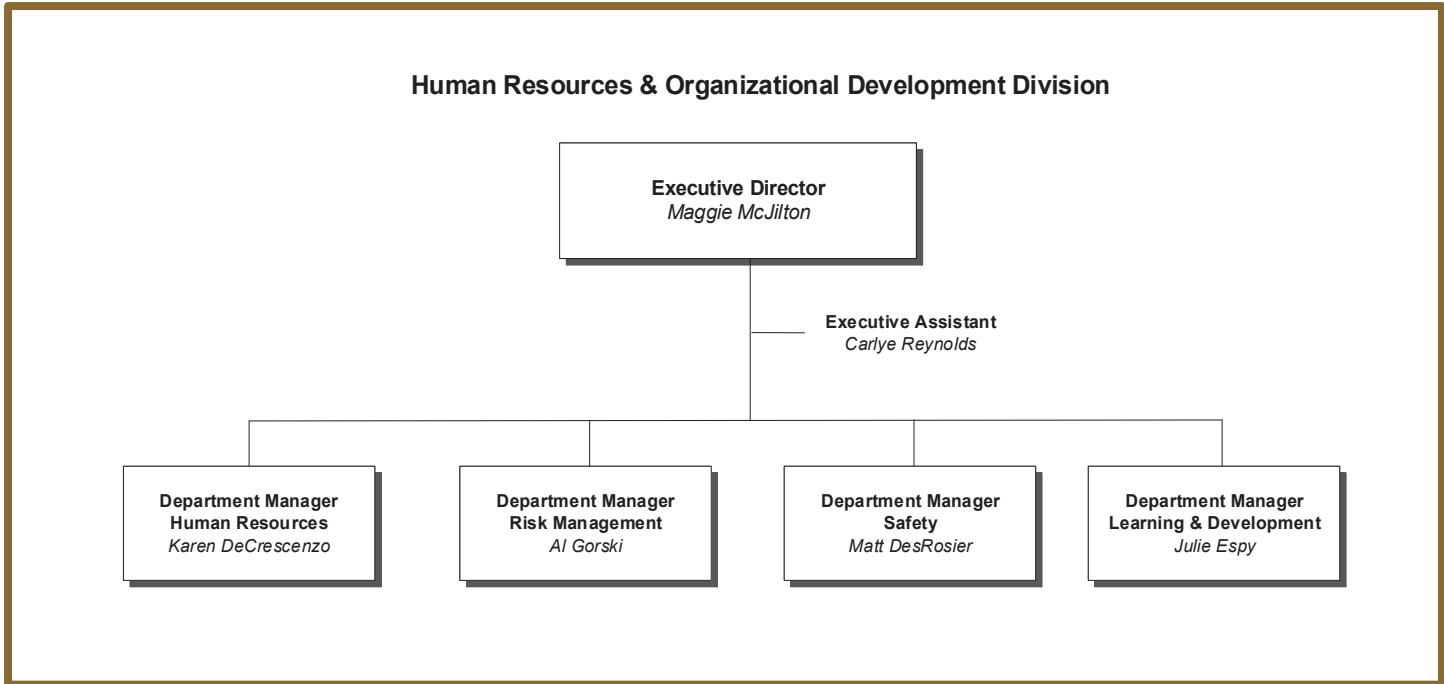 Human Resources & Organizational Development Division
Executive Director
Maggie McJilton
Executive Assistant
Carlye Reynolds
Department Manager
Human Resources
Karen DeCrescenzo
Department Manager
Risk Management
Al Gorski
Department Manager
Safety
Matt DesRosier
Department Manager
Learning & Development
Julie Espy